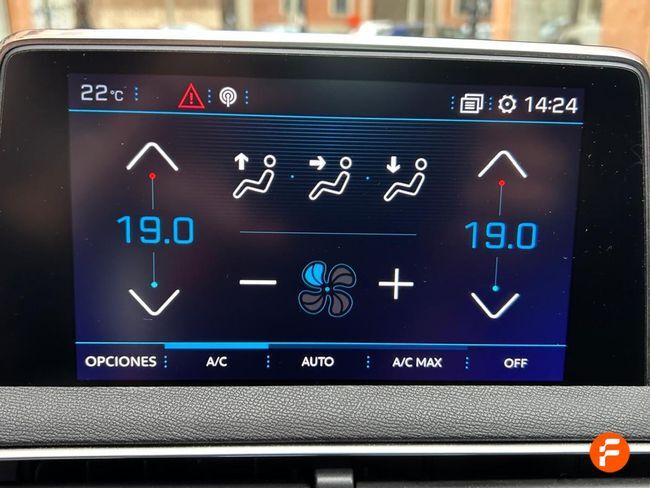 22°C 14:24
19.0 19.0
OPCIONES A/C AUTO A/C MAX OFF